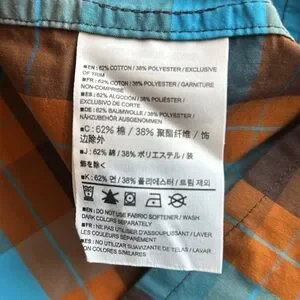 ■EN : 62% COTTON / 38% POLYESTER / EXCLUSIVE
OF TRIM
■FR : 62% COTON / 38% POLYESTER / GARNITURE
NON-COMPRISE
■ES : 62% ALGODÓN / 38% POLIÉSTER /
EXCLUSIVO DE CORTE
■DE : 62% BAUMWOLLE / 38% POLYESTER /
NÄHZUBEHÖR AUSGENOMMEN
■C : 62% 棉 / 38% 聚酯纤维 / 饰
边除外
■J : 62% 綿 / 38% ポリエステル / 装
飾を除く
■K : 62% 면 / 38% 폴리에스터 / 트림 제외
■EN : DO NOT USE FABRIC SOFTENER / WASH
DARK COLORS SEPARATELY
■FR : NE PAS UTILISER D'ASSOUPLISSANT / LAVER
LES COULEURS FONCÉES SÉPARÉMENT
■ES : NO UTILIZAR SUAVIZANTE DE TELAS / LAVAR
CON COLORES SIMILARES